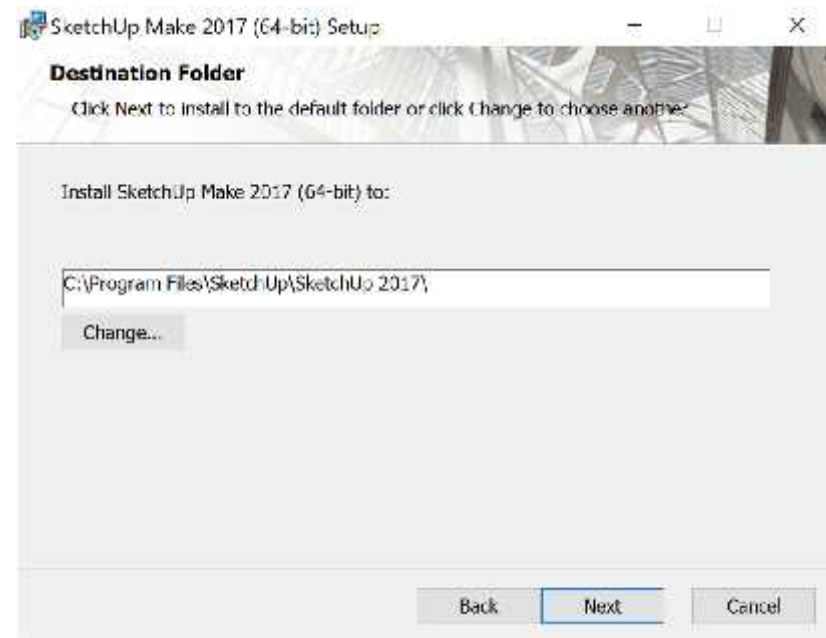 SketchUp Make 2017 (64-bit) Setup
Destination Folder
Click Next to install to the default folder or click Change to choose another
Install SketchUp Make 2017 (64-bit) to:
C:\Program Files\SketchUp\SketchUp 2017\
Change...
Back Next Cancel